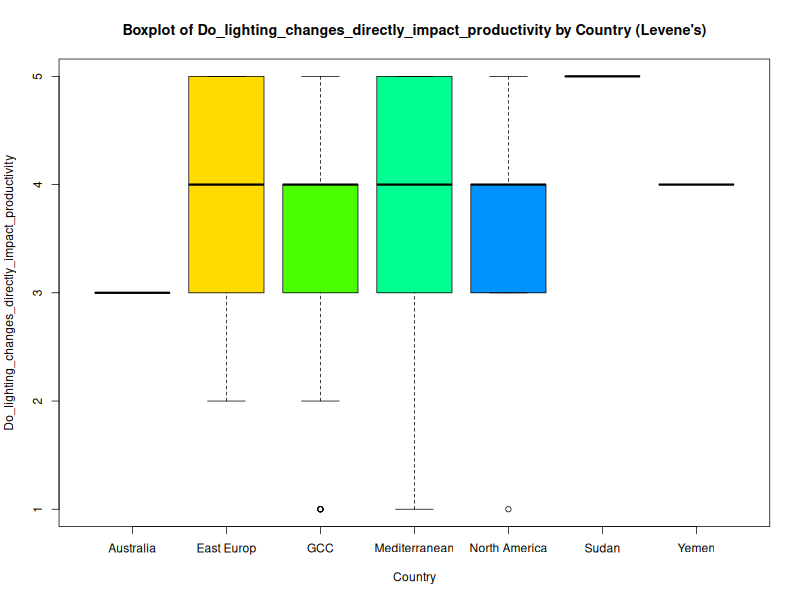 Boxplot of Do_lighting_changes_directly_impact_productivity by Country (Levene's)
Do_lighting_changes_directly_impact_productivity
5
4
3
2
1
Australia East Europ GCC Mediterranean North America Sudan Yemen
Country